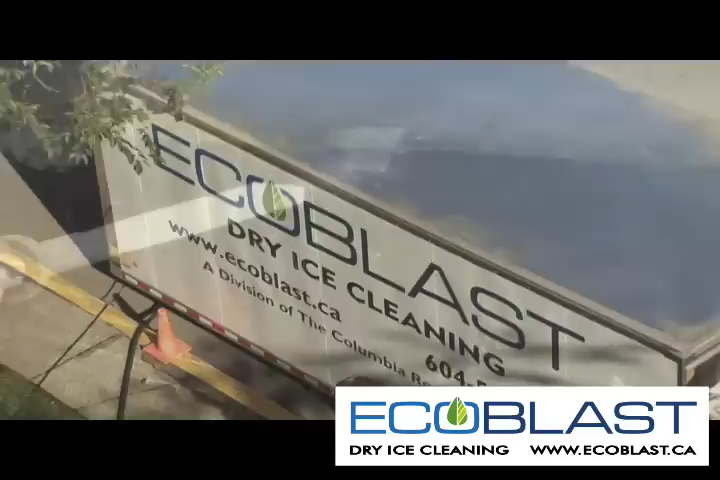 ECOBLAST
DRY ICE CLEANING
www.ecoblast.ca
A Division of The Columbia
604-
ECOBLAST
DRY ICE CLEANING WWW.ECOBLAST.CA